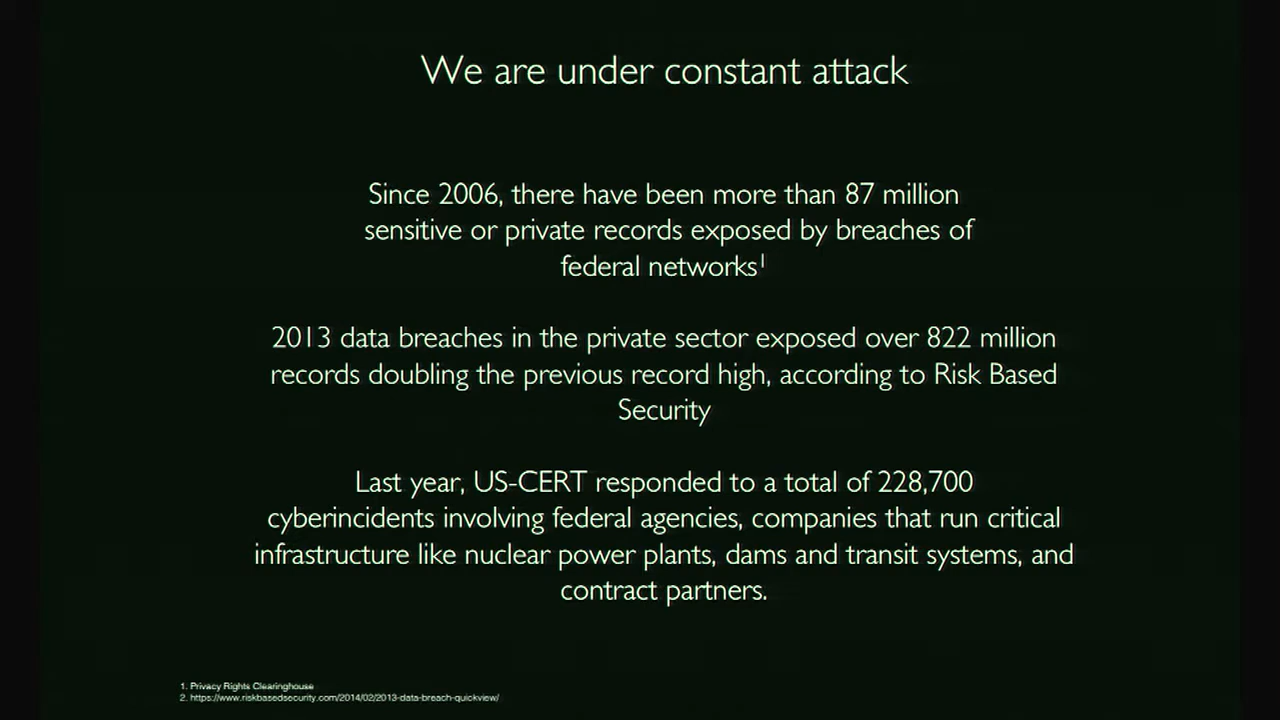 We are under constant attack
Since 2006, there have been more than 87 million
sensitive or private records exposed by breaches of
federal networks¹
2013 data breaches in the private sector exposed over 822 million
records doubling the previous record high, according to Risk Based
Security
Last year, US-CERT responded to a total of 228,700
cyberincidents involving federal agencies, companies that run critical
infrastructure like nuclear power plants, dams and transit systems, and
contract partners.
1. Privacy Rights Clearinghouse
2. https://www.riskbasedsecurity.com/2014/02/2013-data-breach-quickview/